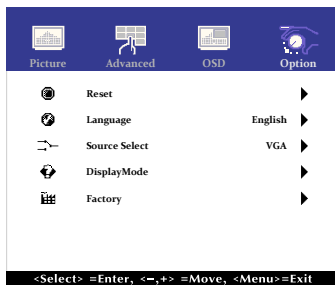 Picture Advanced OSD Option
Reset
Language English
Source Select VGA
DisplayMode
Factory
<Select> =Enter, <−,+> =Move, <Menu>=Exit